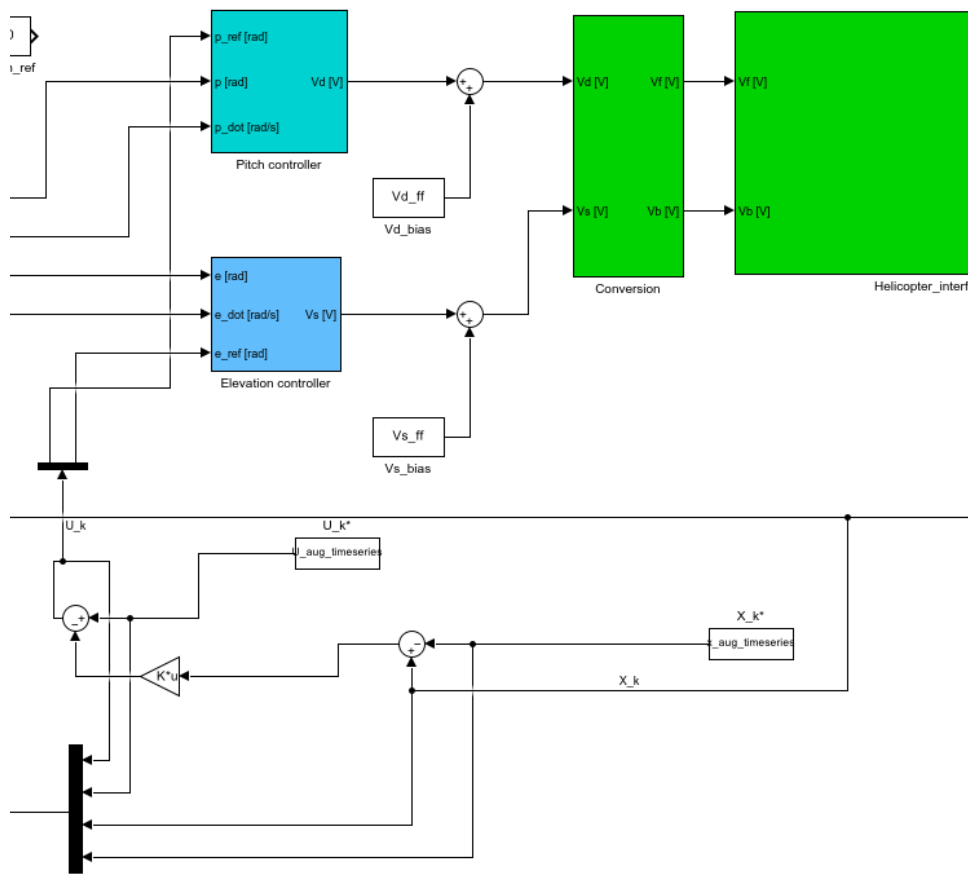 p_ref [rad]
p [rad]
Vd [V]
p_dot [rad/s]
Pitch controller
Vd_ff
Vd_bias
Vd [V]
Vf [V]
Vs [V]
Vb [V]
Conversion
Vf [V]
Vb [V]
Helicopter_interf
e [rad]
e_dot [rad/s]
Vs [V]
e_ref [rad]
Elevation controller
Vs_ff
Vs_bias
U_k
U_k*
U_aug_timeseries
X_k*
x_aug_timeseries
K*u
X_k